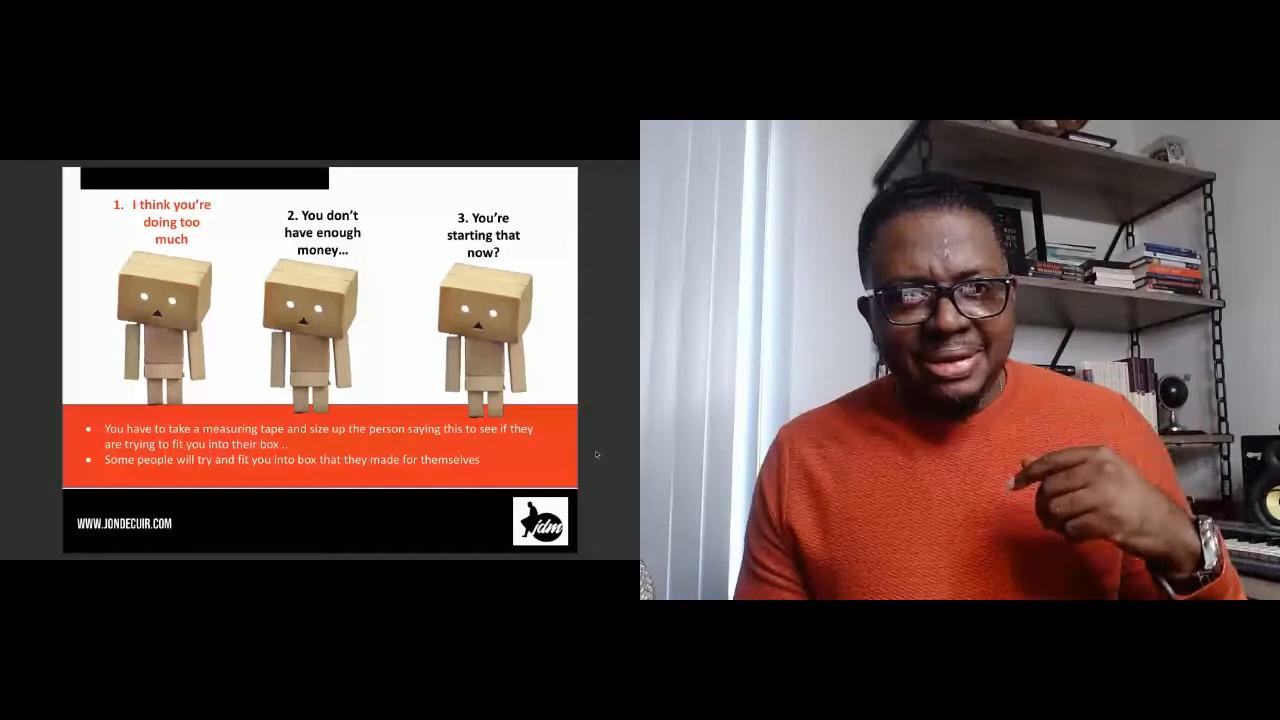 1. I think you're
doing too
much
2. You don't
have enough
money...
3. You're
starting that
now?
• You have to take a measuring tape and size up the person saying this to see if they
are trying to fit you into their box ..
• Some people will try and fit you into box that they made for themselves
WWW.JONDECUIR.COM
jdm